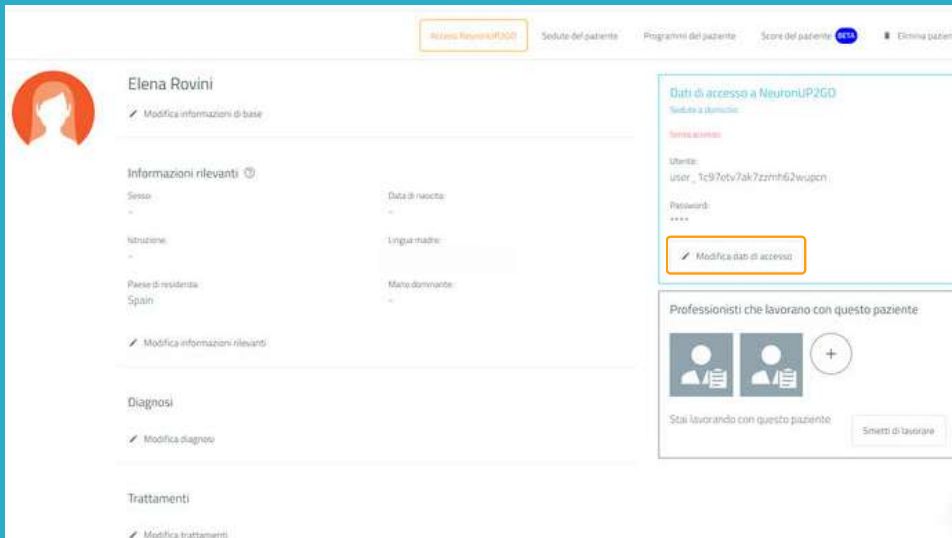 Accesso NeuronUP2GO
Sedute del paziente
Programmi del paziente
Score del paziente BETA
Elimina pazien
Elena Rovini
Modifica informazioni di base
Informazioni rilevanti
Sesso:
-
Data di nascita:
-
Istruzione:
-
Lingua madre:
Paese di residenza:
Spain
Mano dominante:
-
Modifica informazioni rilevanti
Diagnosi
Modifica diagnosi
Trattamenti
Modifica trattamenti
Dati di accesso a NeuronUP2GO
Sedute a domicilio
Senza accesso
Utente:
user_1c97etv7ak7zzmh62wupcn
Password:
****
Modifica dati di accesso
Professionisti che lavorano con questo paziente
+
Stai lavorando con questo paziente
Smetti di lavorare